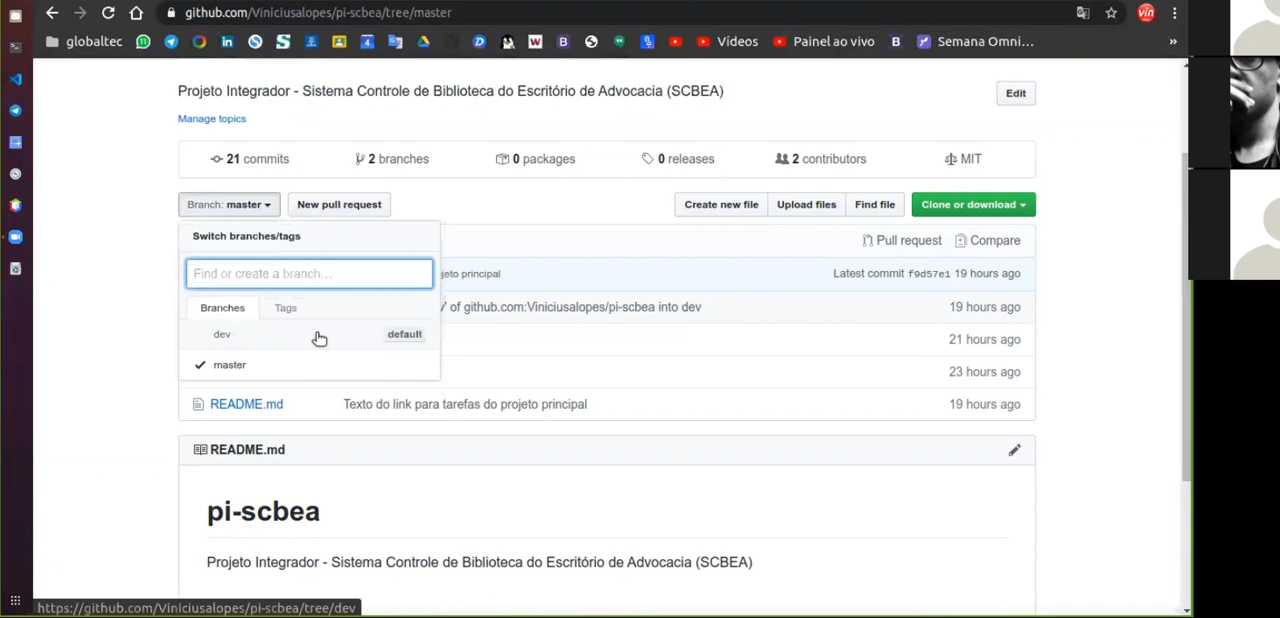 github.com/Viniciusalopes/pi-scbea/tree/master
vin
globaltec
Vídeos
Painel ao vivo
Semana Omni...
»
Projeto Integrador - Sistema Controle de Biblioteca do Escritório de Advocacia (SCBEA)
Edit
Manage topics
21 commits
2 branches
0 packages
0 releases
2 contributors
MIT
Branch: master
New pull request
Create new file
Upload files
Find file
Clone or download
Switch branches/tags
Find or create a branch...
Branches
Tags
dev
default
master
Pull request
Compare
jeto principal
Latest commit f9d57e1 19 hours ago
' of github.com:Viniciusalopes/pi-scbea into dev
19 hours ago
21 hours ago
23 hours ago
README.md
Texto do link para tarefas do projeto principal
19 hours ago
README.md
pi-scbea
Projeto Integrador - Sistema Controle de Biblioteca do Escritório de Advocacia (SCBEA)
https://github.com/Viniciusalopes/pi-scbea/tree/dev